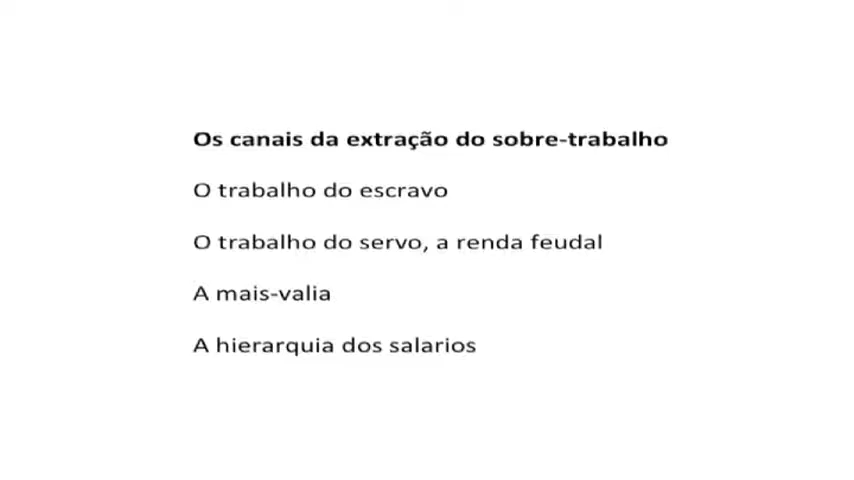 Os canais da extração do sobre-trabalho
O trabalho do escravo
O trabalho do servo, a renda feudal
A mais-valia
A hierarquia dos salarios